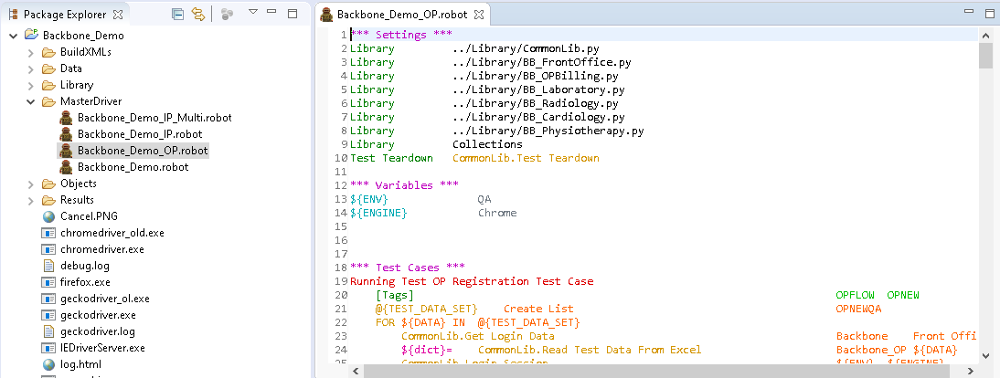 Package Explorer
Backbone_Demo
BuildXMLs
Data
Library
MasterDriver
Backbone_Demo_IP_Multi.robot
Backbone_Demo_IP.robot
Backbone_Demo_OP.robot
Backbone_Demo.robot
Objects
Results
Cancel.PNG
chromedriver_old.exe
chromedriver.exe
debug.log
firefox.exe
geckodriver_ol.exe
geckodriver.exe
geckodriver.log
IEDriverServer.exe
log.html
Backbone_Demo_OP.robot
1 *** Settings ***
2 Library ../Library/CommonLib.py
3 Library ../Library/BB_FrontOffice.py
4 Library ../Library/BB_OPBilling.py
5 Library ../Library/BB_Laboratory.py
6 Library ../Library/BB_Radiology.py
7 Library ../Library/BB_Cardiology.py
8 Library ../Library/BB_Physiotherapy.py
9 Library Collections
10 Test Teardown CommonLib.Test Teardown
11
12 *** Variables ***
13 ${ENV} QA
14 ${ENGINE} Chrome
15
16
17
18 *** Test Cases ***
19 Running Test OP Registration Test Case
20 [Tags] OPFLOW OPNEW
21 @{TEST_DATA_SET} Create List OPNEWQA
22 FOR ${DATA} IN @{TEST_DATA_SET}
23 CommonLib.Get Login Data Backbone Front Offi
24 ${dict}= CommonLib.Read Test Data From Excel Backbone_OP ${DATA}
25 CommonLib.Login Session ${ENV} ${ENGINE}